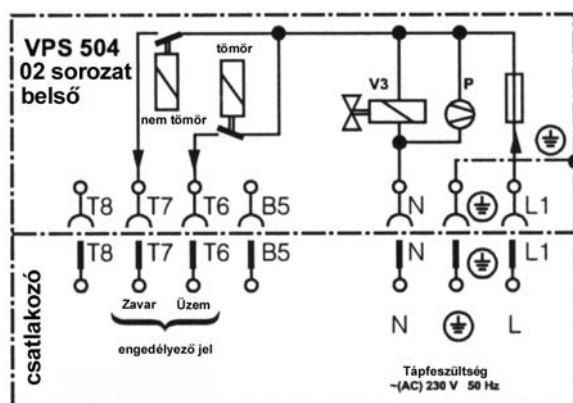 VPS 504
02 sorozat
belső
nem tömör
tömör
V3
P
T8 T7 T6 B5 N L1
T8 T7 T6 B5 N L1
Zavar Üzem
engedélyező jel
N L
Tápfeszültség
~(AC) 230 V 50 Hz
csatlakozó